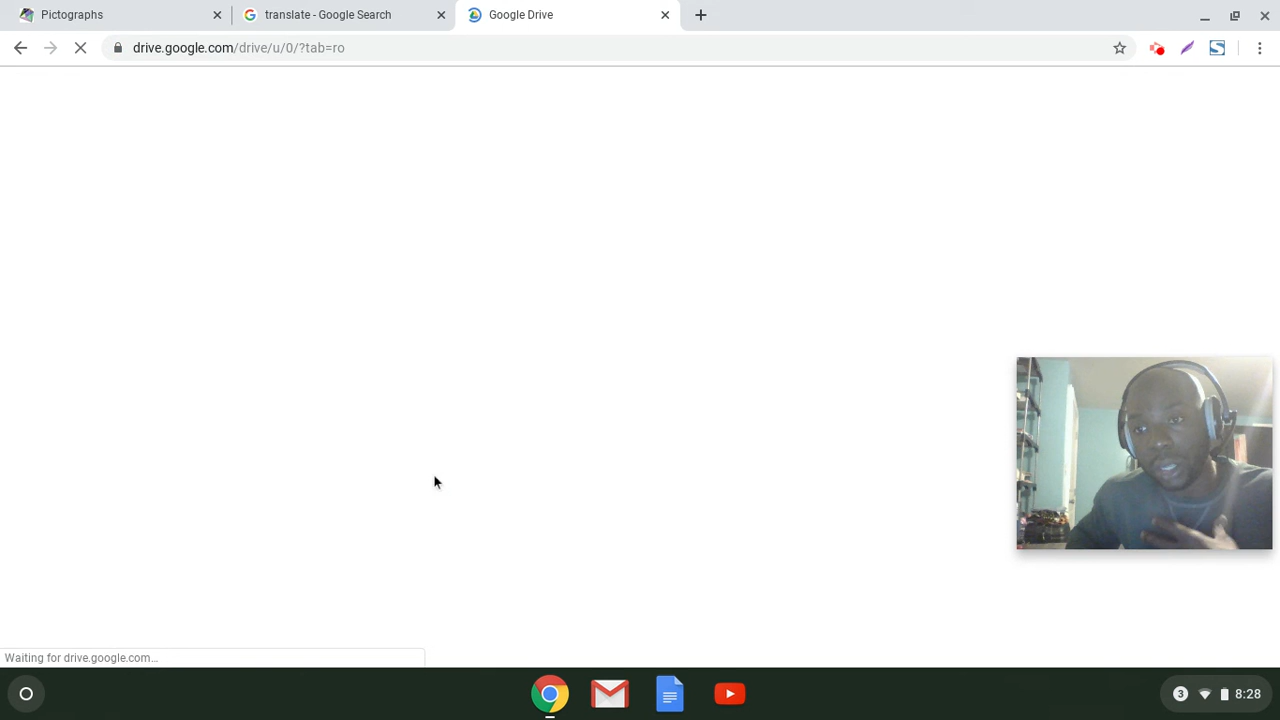 Pictographs
translate - Google Search
Google Drive
drive.google.com/drive/u/0/?tab=ro
Waiting for drive.google.com...
3
8:28